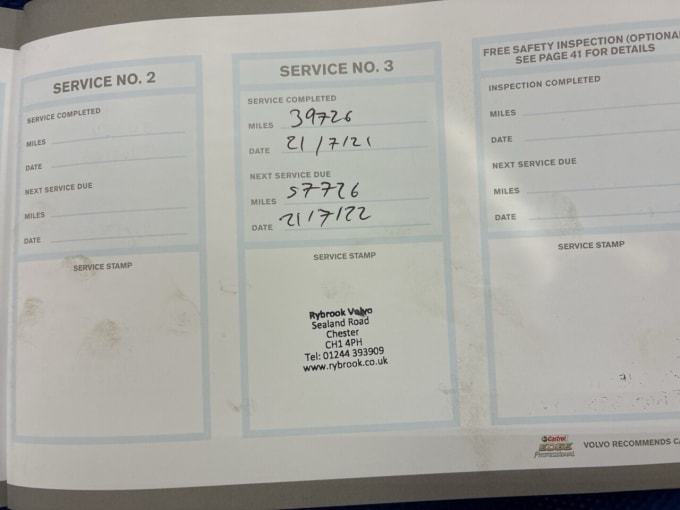 SERVICE NO. 2
SERVICE COMPLETED
MILES
DATE
NEXT SERVICE DUE
MILES
DATE
SERVICE STAMP
SERVICE NO. 3
SERVICE COMPLETED
MILES 39726
DATE 21/7/21
NEXT SERVICE DUE
MILES 57726
DATE 21/7/22
SERVICE STAMP
Rybrook Volvo
Sealand Road
Chester
CH1 4PH
Tel: 01244 393909
www.rybrook.co.uk
FREE SAFETY INSPECTION (OPTIONAL
SEE PAGE 41 FOR DETAILS
INSPECTION COMPLETED
MILES
DATE
NEXT SERVICE DUE
MILES
DATE
SERVICE STAMP
Castrol
EDGE
Professional
VOLVO RECOMMENDS